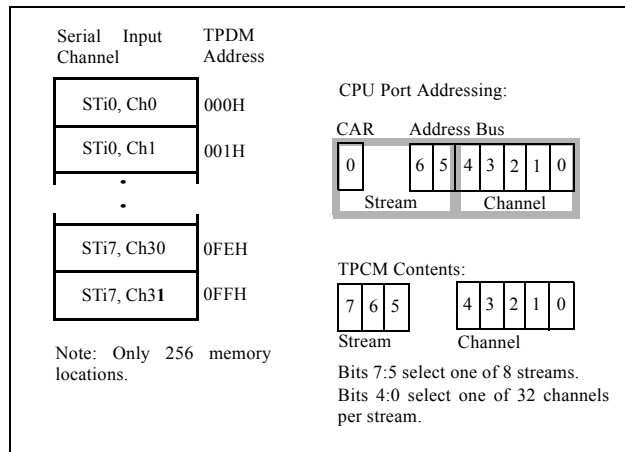 Serial Input Channel
TPDM Address
STi0, Ch0
000H
STi0, Ch1
001H
STi7, Ch30
0FEH
STi7, Ch31
0FFH
Note: Only 256 memory
locations.
CPU Port Addressing:
CAR Address Bus
0 6 5 4 3 2 1 0
Stream Channel
TPCM Contents:
7 6 5 4 3 2 1 0
Stream Channel
Bits 7:5 select one of 8 streams.
Bits 4:0 select one of 32 channels
per stream.